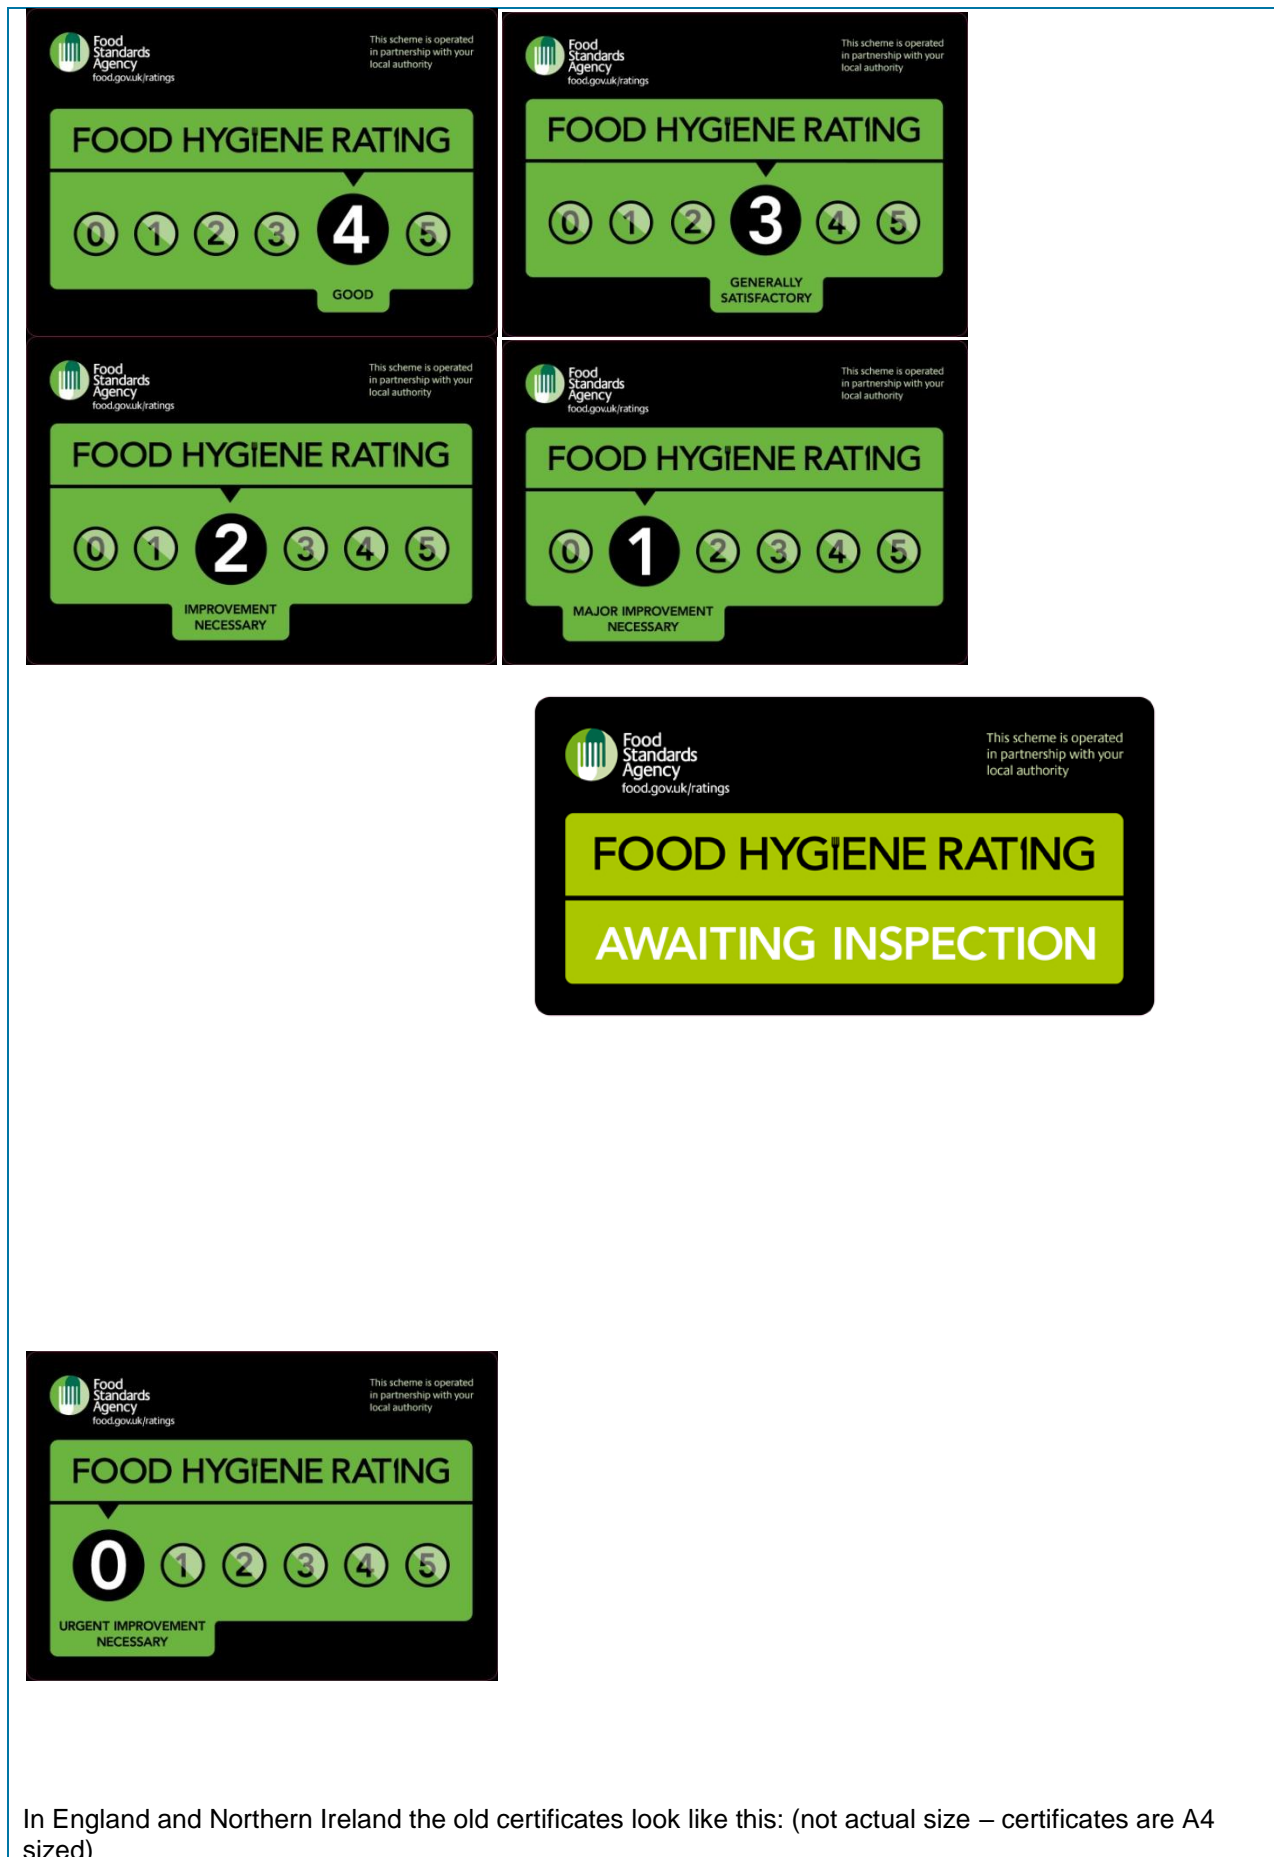 Food
Standards
Agency
food.gov.uk/ratings
This scheme is operated
in partnership with your
local authority
FOOD HYGIENE RATING
0 1 2 3 4 5
GOOD
Food
Standards
Agency
food.gov.uk/ratings
This scheme is operated
in partnership with your
local authority
FOOD HYGIENE RATING
0 1 2 3 4 5
GENERALLY
SATISFACTORY
Food
Standards
Agency
food.gov.uk/ratings
This scheme is operated
in partnership with your
local authority
FOOD HYGIENE RATING
0 1 2 3 4 5
IMPROVEMENT
NECESSARY
Food
Standards
Agency
food.gov.uk/ratings
This scheme is operated
in partnership with your
local authority
FOOD HYGIENE RATING
0 1 2 3 4 5
MAJOR IMPROVEMENT
NECESSARY
Food
Standards
Agency
food.gov.uk/ratings
This scheme is operated
in partnership with your
local authority
FOOD HYGIENE RATING
AWAITING INSPECTION
Food
Standards
Agency
food.gov.uk/ratings
This scheme is operated
in partnership with your
local authority
FOOD HYGIENE RATING
0 1 2 3 4 5
URGENT IMPROVEMENT
NECESSARY
In England and Northern Ireland the old certificates look like this: (not actual size – certificates are A4
sized)